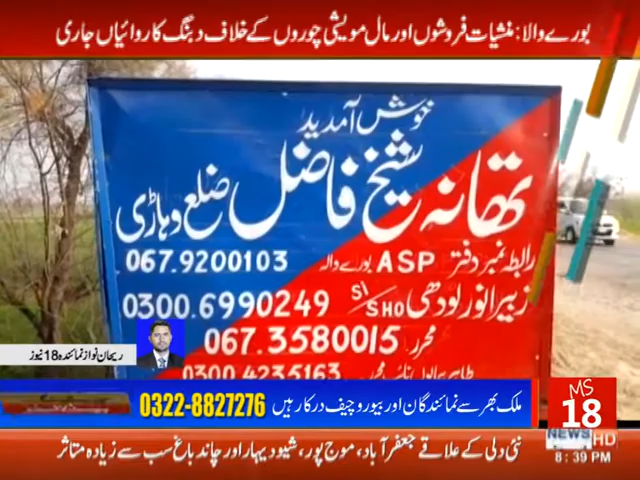 بورے والا: منشیات فروشوں اور مال مویشی چوروں کے خلاف دبنگ کاروائیاں جاری
خوش آمدید
تھانہ شیخ فاضل ضلع وہاڑی
رابطہ نمبر دفتر ASP بورے والہ 067.9200103
زبیر انور لودھی SI/SHO 0300.6990249
محرر 067.3580015
نائب محرر 0300.4235163
ریحان نواز نمائندہ 18 نیوز
ملک بھر سے نمائندگان اور بیورو چیف درکار ہیں 0322-8827276
MS
18
NEWS HD
8:39 PM
نئی دلی کے علاقے جعفر آباد، موج پور، شیو دیہار اور چاند باغ سب سے زیادہ متاثر